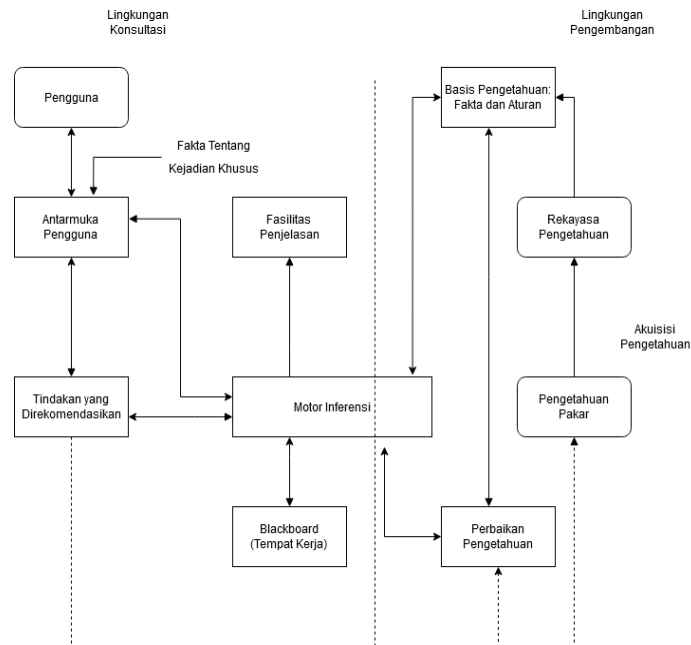 Lingkungan
Konsultasi
Lingkungan
Pengembangan
Pengguna
Basis Pengetahuan:
Fakta dan Aturan
Fakta Tentang
Kejadian Khusus
Antarmuka
Pengguna
Fasilitas
Penjelasan
Rekayasa
Pengetahuan
Akuisisi
Pengetahuan
Tindakan yang
Direkomendasikan
Motor Inferensi
Pengetahuan
Pakar
Blackboard
(Tempat Kerja)
Perbaikan
Pengetahuan